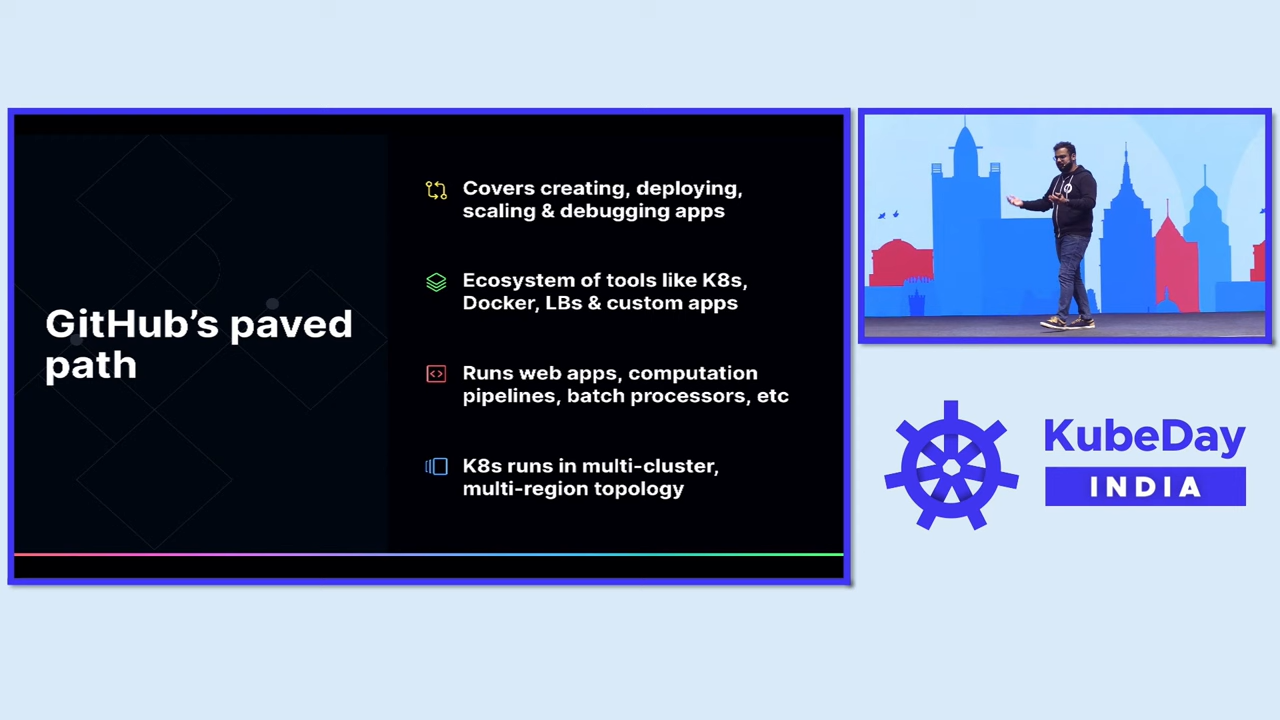 GitHub’s paved
path
Covers creating, deploying,
scaling & debugging apps
Ecosystem of tools like K8s,
Docker, LBs & custom apps
Runs web apps, computation
pipelines, batch processors, etc
K8s runs in multi-cluster,
multi-region topology
KubeDay
INDIA